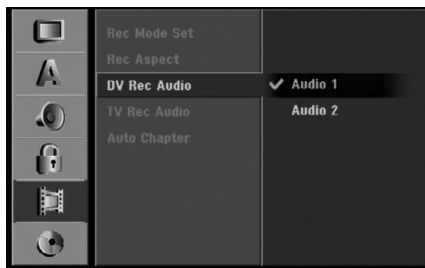 Rec Mode Set
Rec Aspect
DV Rec Audio
TV Rec Audio
Auto Chapter
✔ Audio 1
Audio 2
A